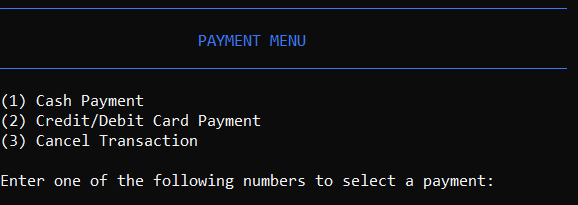 PAYMENT MENU
(1) Cash Payment
(2) Credit/Debit Card Payment
(3) Cancel Transaction
Enter one of the following numbers to select a payment: